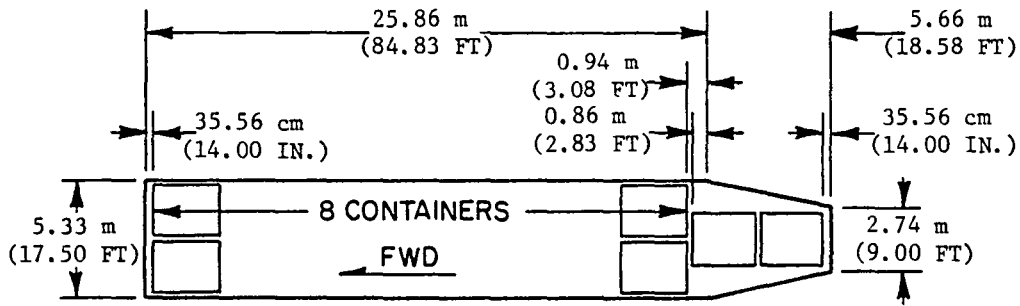 25.86 m
(84.83 FT)
5.66 m
(18.58 FT)
0.94 m
(3.08 FT)
0.86 m
(2.83 FT)
35.56 cm
(14.00 IN.)
35.56 cm
(14.00 IN.)
5.33 m
(17.50 FT)
8 CONTAINERS
FWD
2.74 m
(9.00 FT)